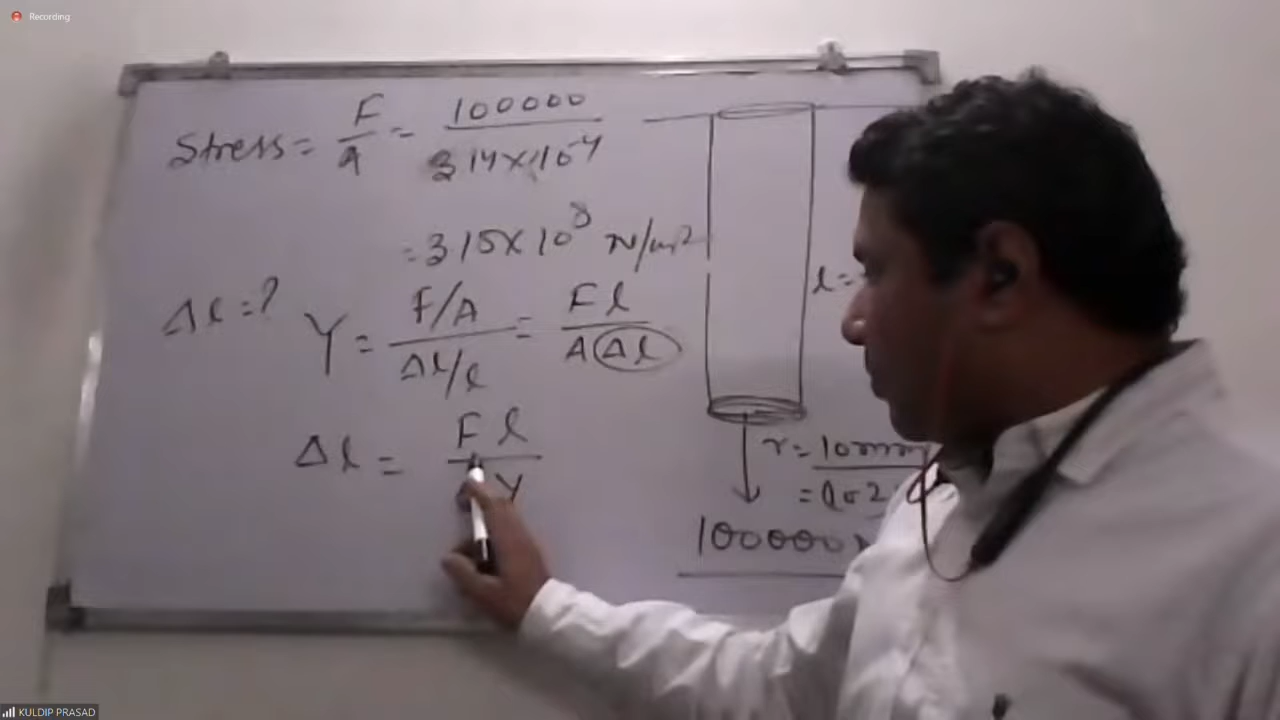 Recording
Stress = F/A = 100000/3.14×10⁻⁴
= 3.15×10⁸ N/m²
Δl = ?
Y = F/A / Δl/l = Fl / AΔl
l =
Δl = Fl / Y
r = 10mm
100000
KULDIP PRASAD